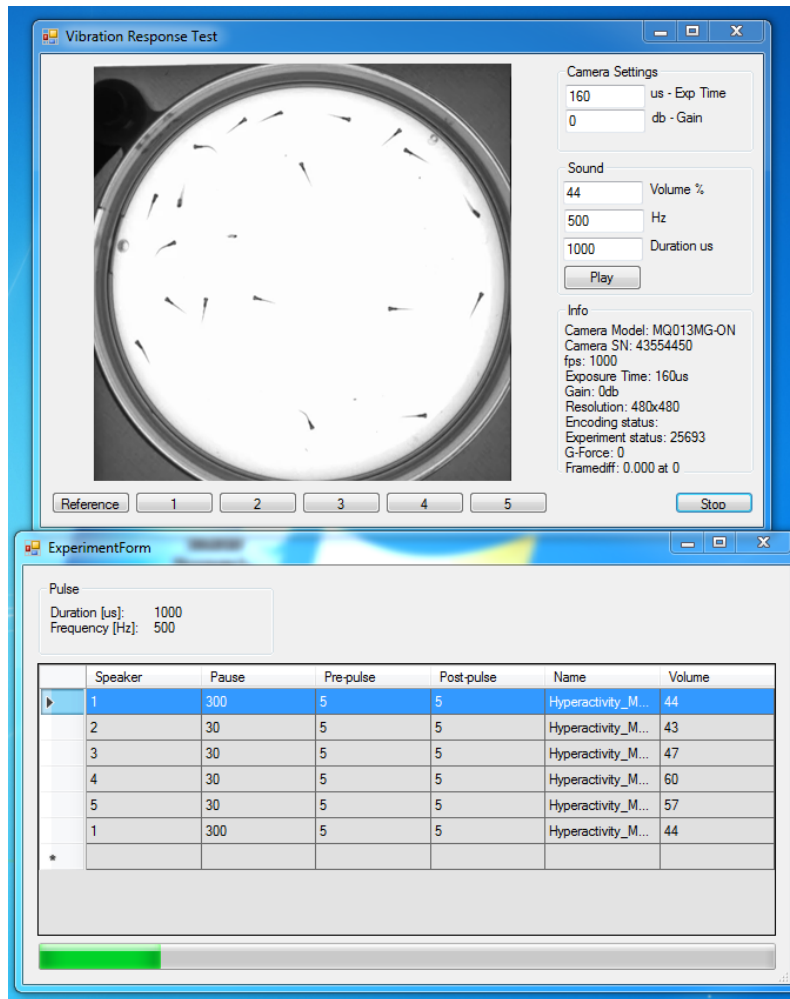 Vibration Response Test
Camera Settings
160 us - Exp Time
0 db - Gain
Sound
44 Volume %
500 Hz
1000 Duration us
Play
Info
Camera Model: MQ013MG-ON
Camera SN: 43554450
fps: 1000
Exposure Time: 160us
Gain: 0db
Resolution: 480x480
Encoding status:
Experiment status: 25693
G-Force: 0
Framediff: 0.000 at 0
Reference 1 2 3 4 5 Stop
ExperimentForm
Pulse
Duration [us]: 1000
Frequency [Hz]: 500
Speaker Pause Pre-pulse Post-pulse Name Volume
1 300 5 5 Hyperactivity_M... 44
2 30 5 5 Hyperactivity_M... 43
3 30 5 5 Hyperactivity_M... 47
4 30 5 5 Hyperactivity_M... 60
5 30 5 5 Hyperactivity_M... 57
1 300 5 5 Hyperactivity_M... 44
*